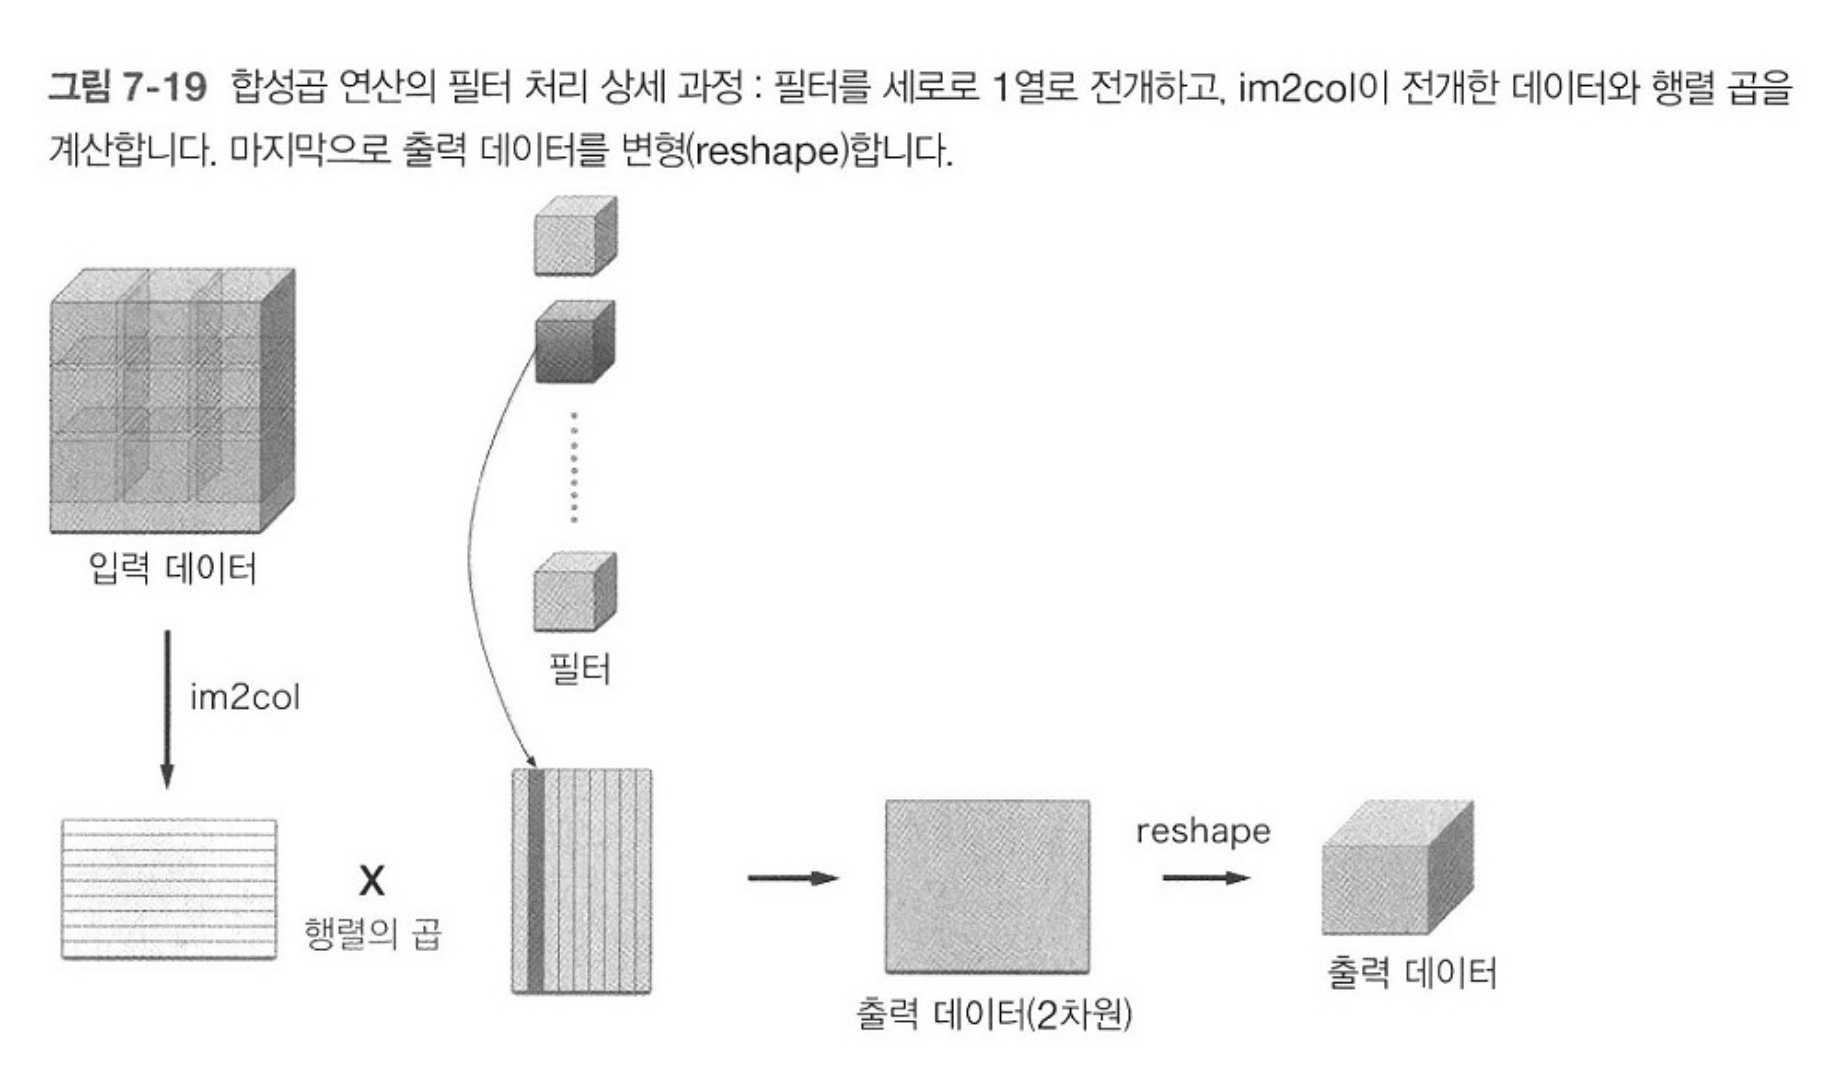 그림 7-19 합성곱 연산의 필터 처리 상세 과정 : 필터를 세로로 1열로 전개하고, im2col이 전개한 데이터와 행렬 곱을
계산합니다. 마지막으로 출력 데이터를 변형(reshape)합니다.
입력 데이터
필터
im2col
X
행렬의 곱
reshape
출력 데이터(2차원)
출력 데이터